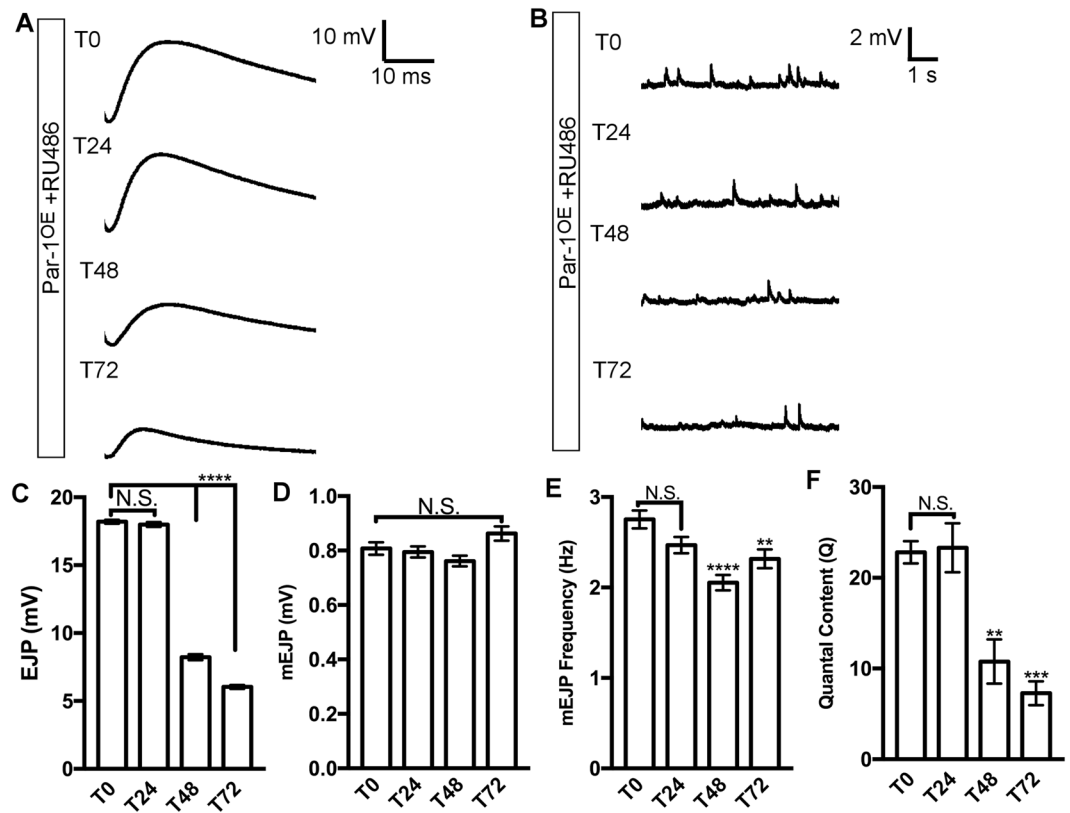 A
Par-1OE +RU486
T0
10 mV
10 ms
T24
T48
T72
B
Par-1OE +RU486
T0
2 mV
1 s
T24
T48
T72
C
EJP (mV)
20
15
10
5
0
N.S.
****
T0
T24
T48
T72
D
mEJP (mV)
1.0
0.8
0.6
0.4
0.2
0.0
N.S.
T0
T24
T48
T72
E
mEJP Frequency (Hz)
3
2
1
0
N.S.
****
**
T0
T24
T48
T72
F
Quantal Content (Q)
30
20
10
0
N.S.
**
***
T0
T24
T48
T72